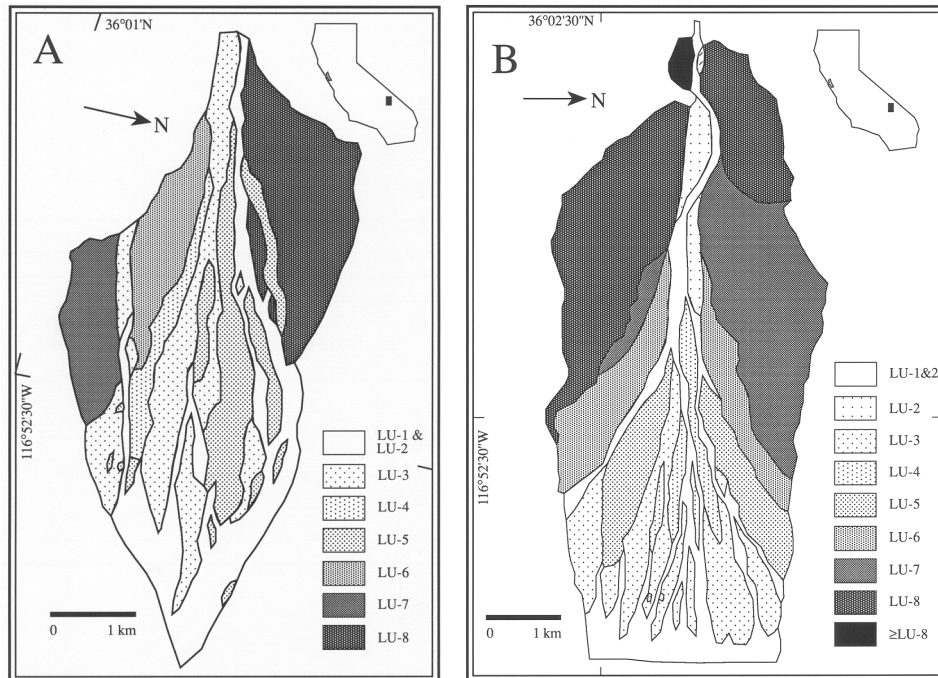 36°01'N
A
N
116°52'30"W
LU-1 &
LU-2
LU-3
LU-4
LU-5
LU-6
LU-7
LU-8
0 1 km
36°02'30"N
B
N
116°52'30"W
LU-1&2
LU-2
LU-3
LU-4
LU-5
LU-6
LU-7
LU-8
≥LU-8
0 1 km